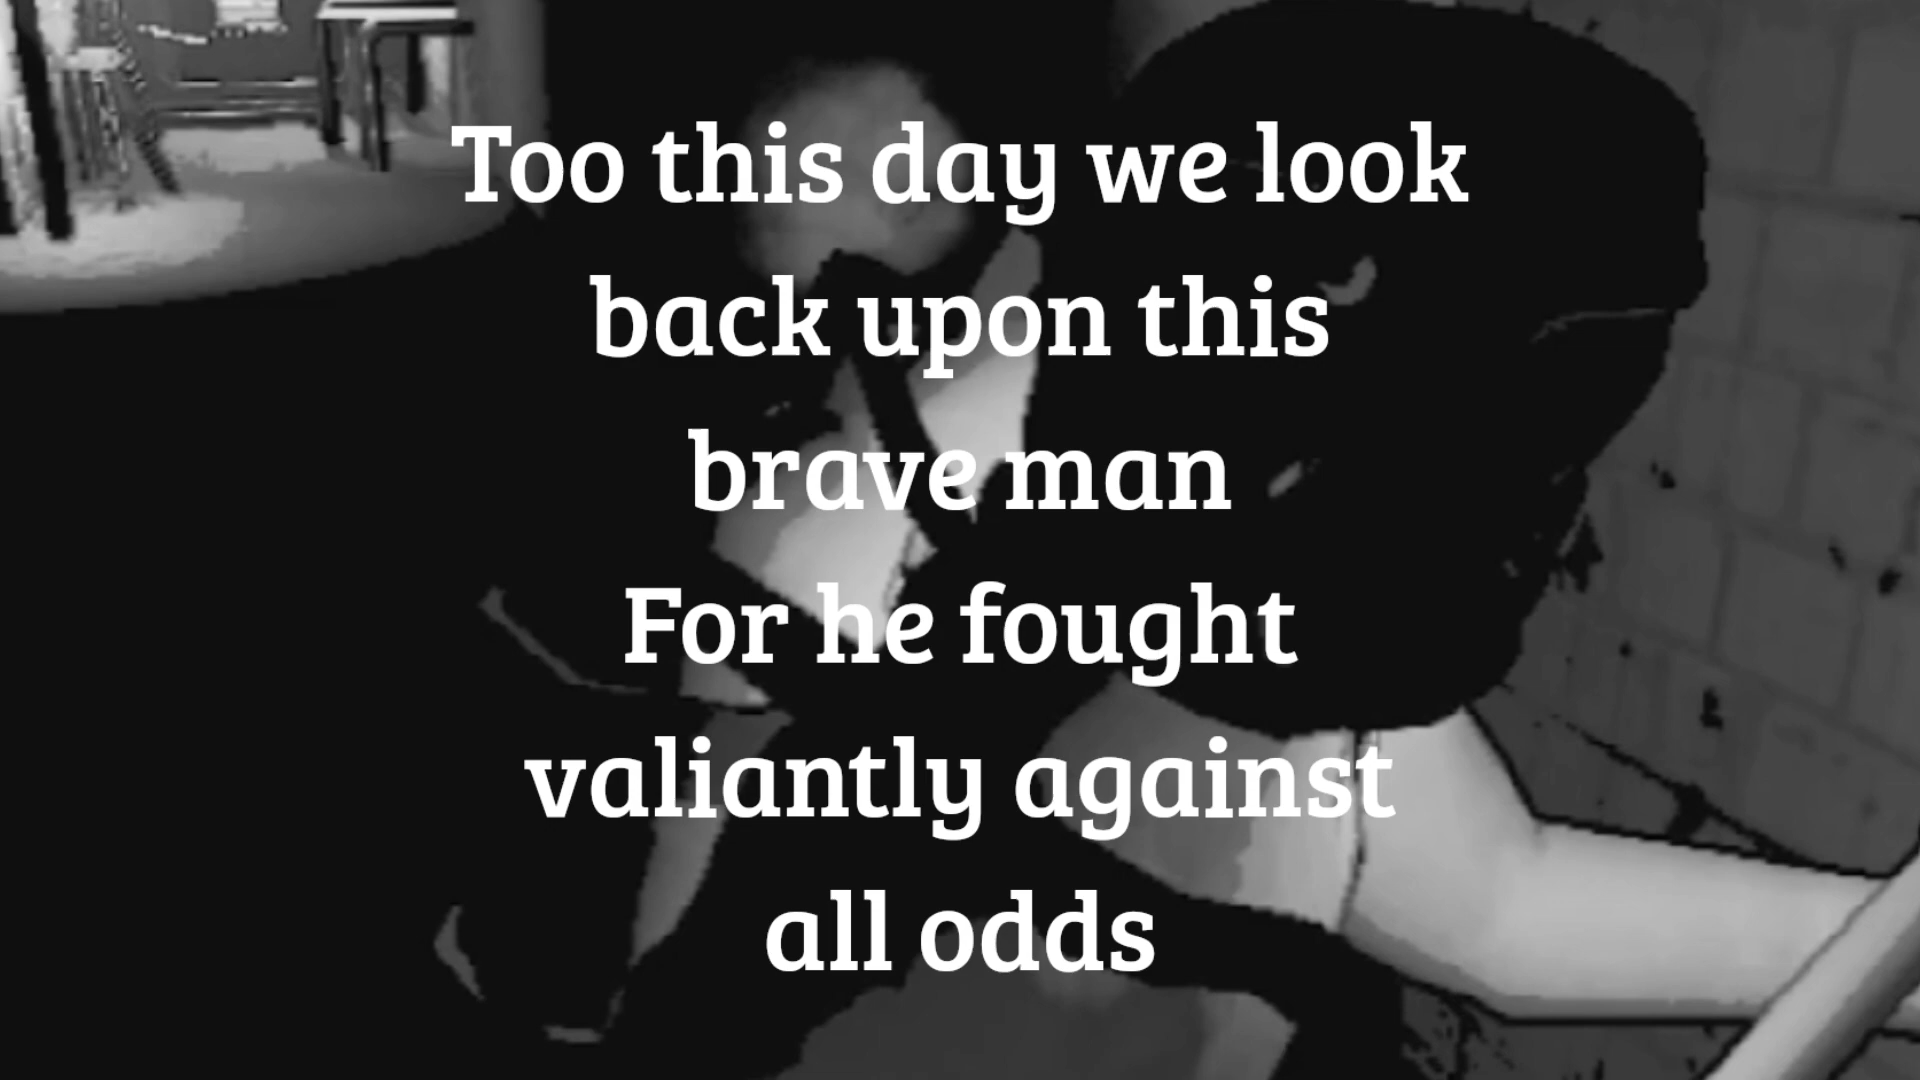 Too this day we look
back upon this
brave man
For he fought
valiantly against
all odds